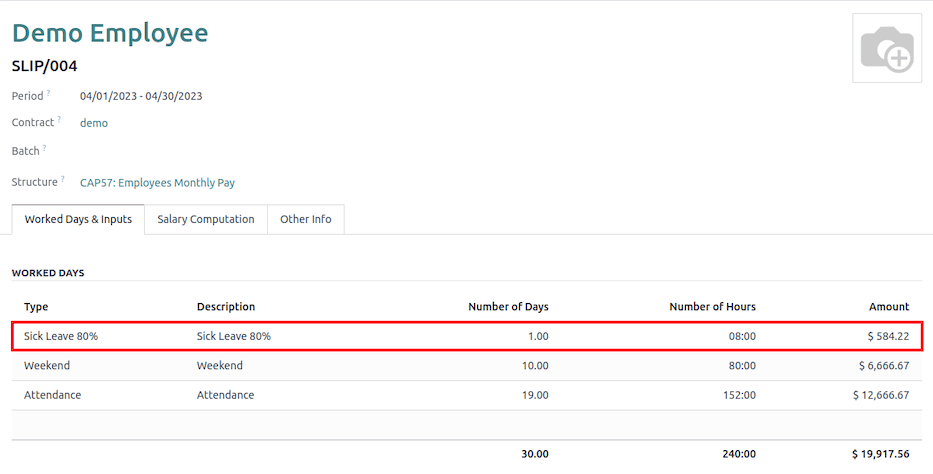 Demo Employee
SLIP/004
Period ? 04/01/2023 - 04/30/2023
Contract ? demo
Batch ?
Structure ? CAP57: Employees Monthly Pay
Worked Days & Inputs Salary Computation Other Info
WORKED DAYS
Type Description Number of Days Number of Hours Amount
Sick Leave 80% Sick Leave 80% 1.00 08:00 $ 584.22
Weekend Weekend 10.00 80:00 $ 6,666.67
Attendance Attendance 19.00 152:00 $ 12,666.67
30.00 240:00 $ 19,917.56